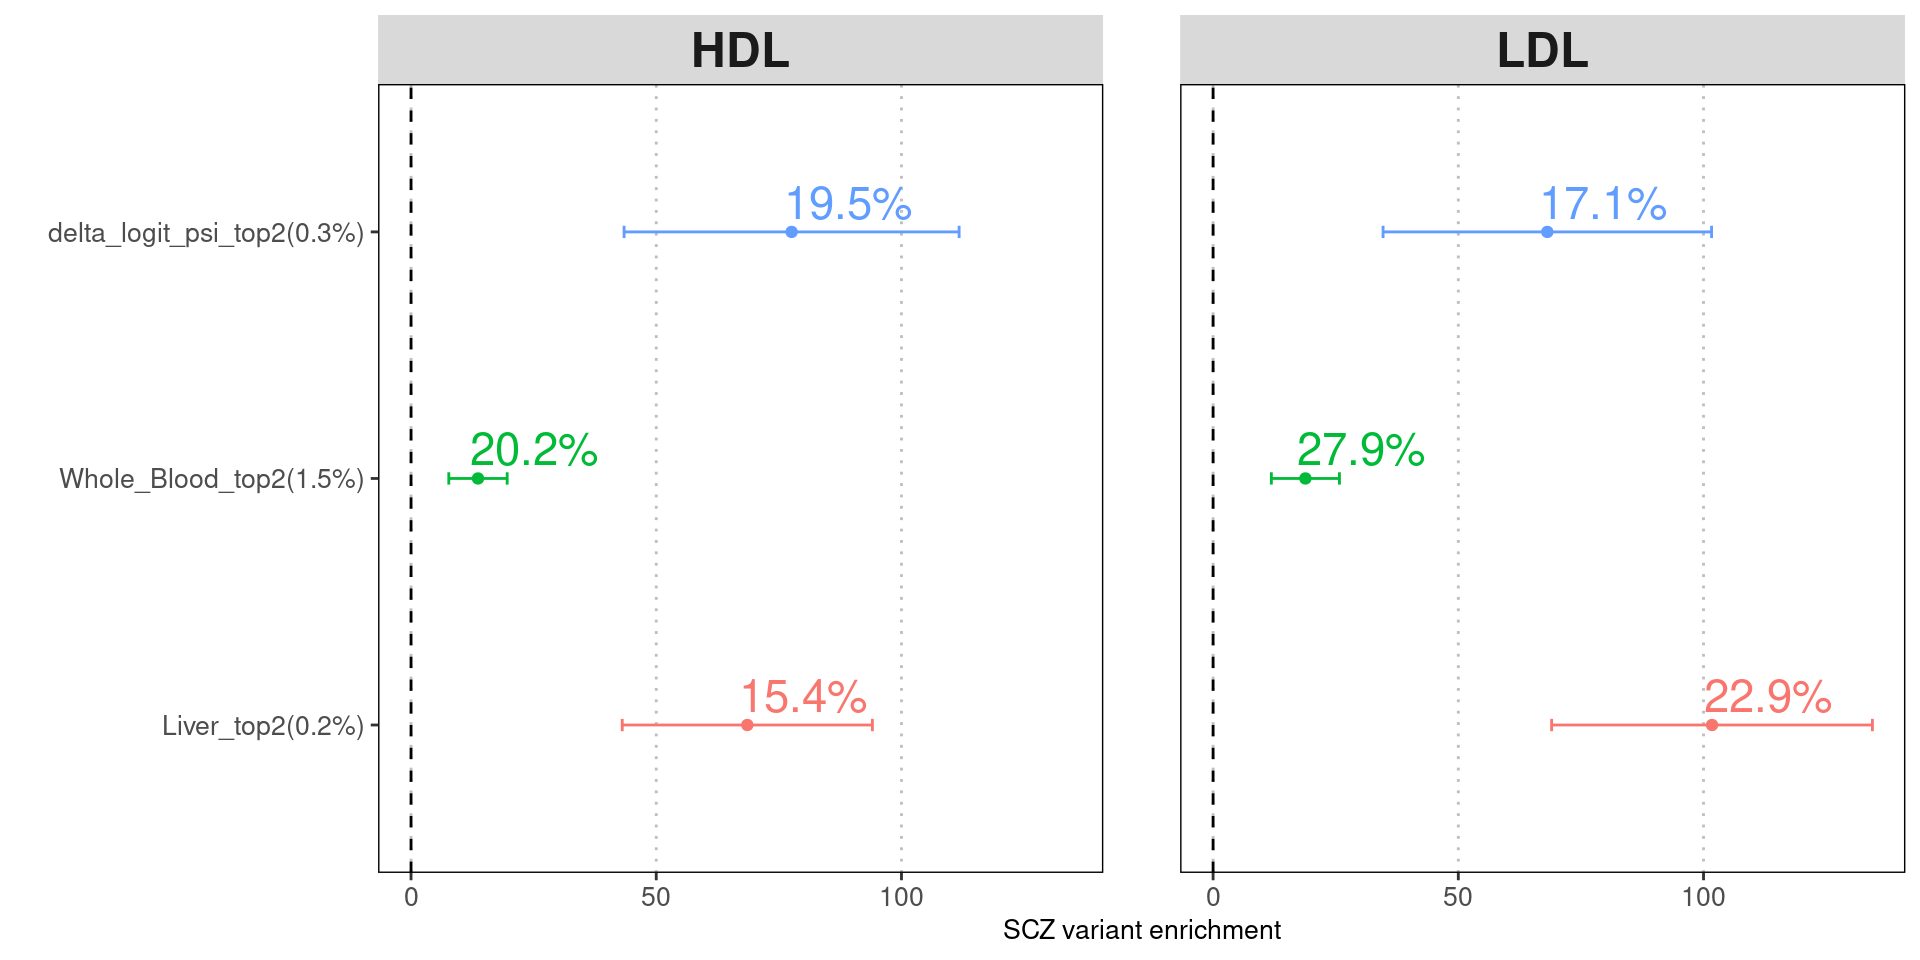 HDL
LDL
delta_logit_psi_top2(0.3%)
19.5%
17.1%
Whole_Blood_top2(1.5%)
20.2%
27.9%
Liver_top2(0.2%)
15.4%
22.9%
0 50 100
0 50 100
SCZ variant enrichment